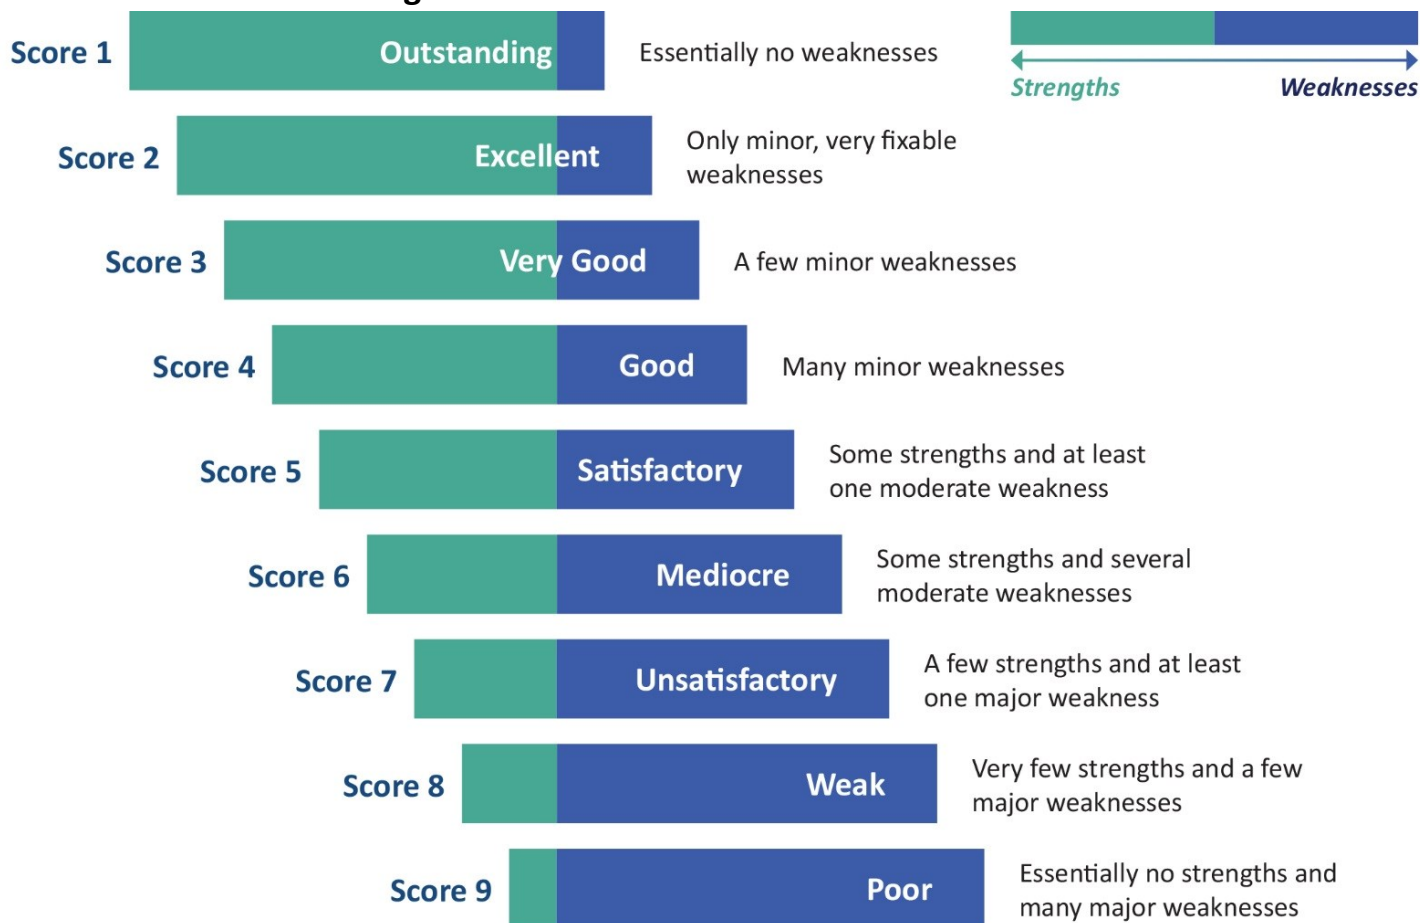 Score 1
Outstanding
Essentially no weaknesses
Strengths
Weaknesses
Score 2
Excellent
Only minor, very fixable
weaknesses
Score 3
Very Good
A few minor weaknesses
Score 4
Good
Many minor weaknesses
Score 5
Satisfactory
Some strengths and at least
one moderate weakness
Score 6
Mediocre
Some strengths and several
moderate weaknesses
Score 7
Unsatisfactory
A few strengths and at least
one major weakness
Score 8
Weak
Very few strengths and a few
major weaknesses
Score 9
Poor
Essentially no strengths and
many major weaknesses